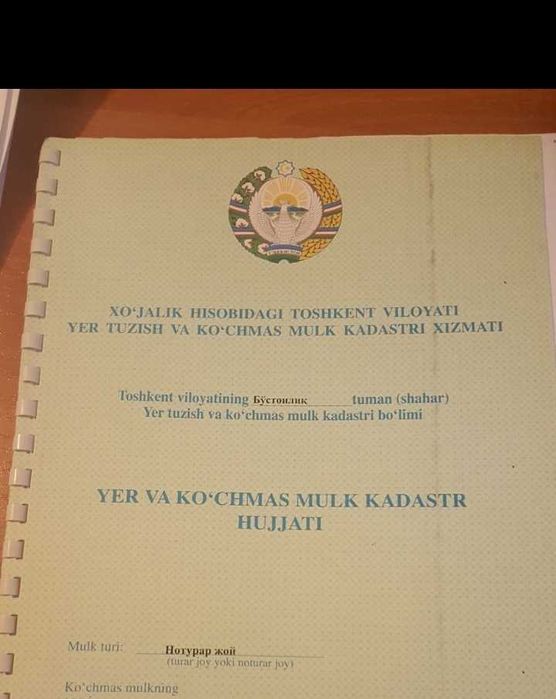 XO‘JALIK HISOBIDAGI TOSHKENT VILOYATI
YER TUZISH VA KO‘CHMAS MULK KADASTRI XIZMATI
Toshkent viloyatining Бўстонлик tuman (shahar)
Yer tuzish va ko‘chmas mulk kadastri bo‘limi
YER VA KO‘CHMAS MULK KADASTR
HUJJATI
Mulk turi: Нотурар жой
(turar joy yoki noturar joy)
Ko‘chmas mulkning